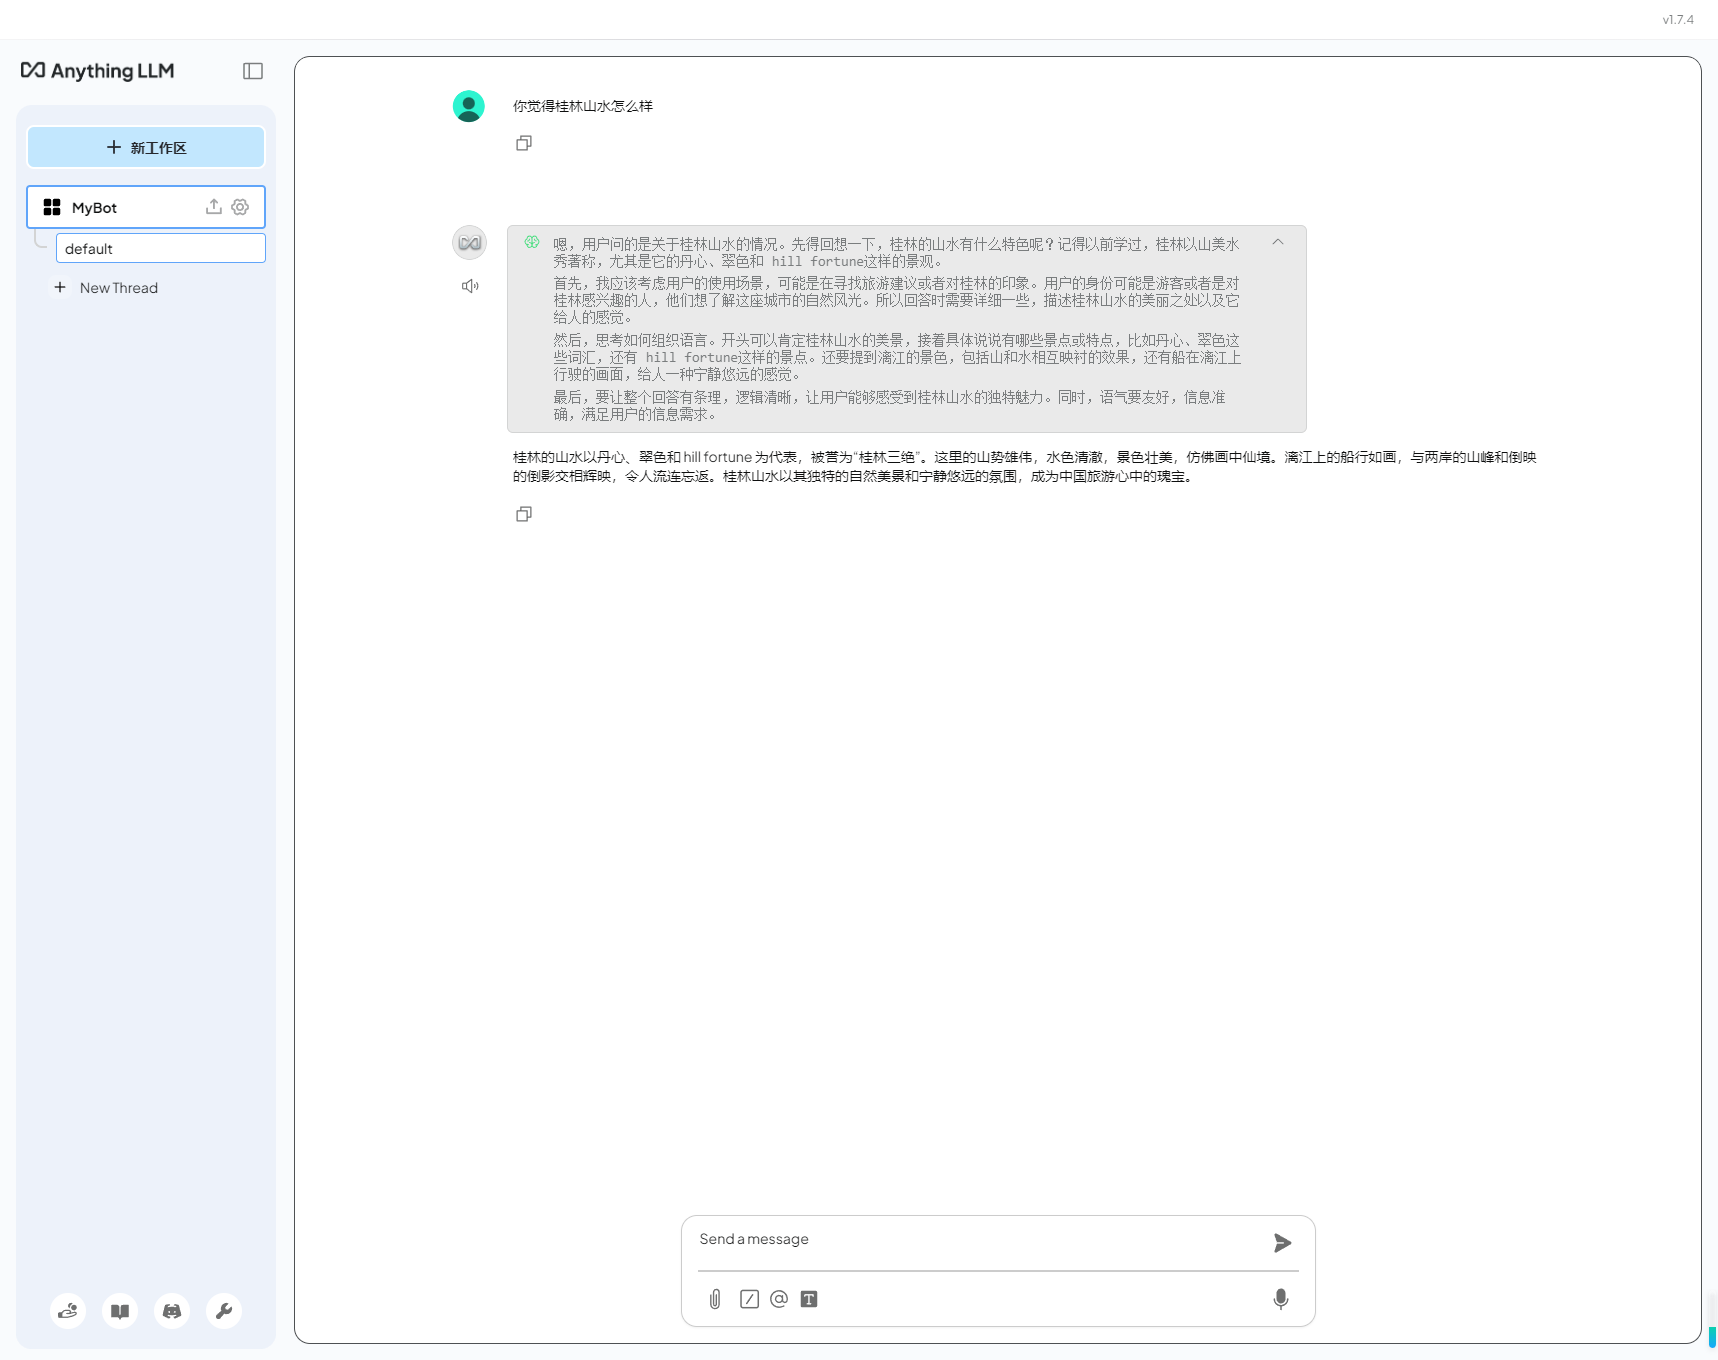 v1.7.4
Anything LLM
新工作区
MyBot
default
New Thread
你觉得桂林山水怎么样
嗯，用户问的是关于桂林山水的情况。先得回想一下，桂林的山水有什么特色呢？记得以前学过，桂林以山美水
秀著称，尤其是它的丹心、翠色和 hill fortune这样的景观。
首先，我应该考虑用户的使用场景，可能是在寻找旅游建议或者对桂林的印象。用户的身份可能是游客或者是对
桂林感兴趣的人，他们想了解这座城市的自然风光。所以回答时需要详细一些，描述桂林山水的美丽之处以及它
给人的感觉。
然后，思考如何组织语言。开头可以肯定桂林山水的美景，接着具体说说有哪些景点或特点，比如丹心、翠色这
些词汇，还有 hill fortune这样的景点。还要提到漓江的景色，包括山和水相互映衬的效果，还有船在漓江上
行驶的画面，给人一种宁静悠远的感觉。
最后，要让整个回答有条理，逻辑清晰，让用户能够感受到桂林山水的独特魅力。同时，语气要友好，信息准
确，满足用户的信息需求。
桂林的山水以丹心、翠色和 hill fortune 为代表，被誉为“桂林三绝”。这里的山势雄伟，水色清澈，景色壮美，仿佛画中仙境。漓江上的船行如画，与两岸的山峰和倒映
的倒影交相辉映，令人流连忘返。桂林山水以其独特的自然美景和宁静悠远的氛围，成为中国旅游心中的瑰宝。
Send a message